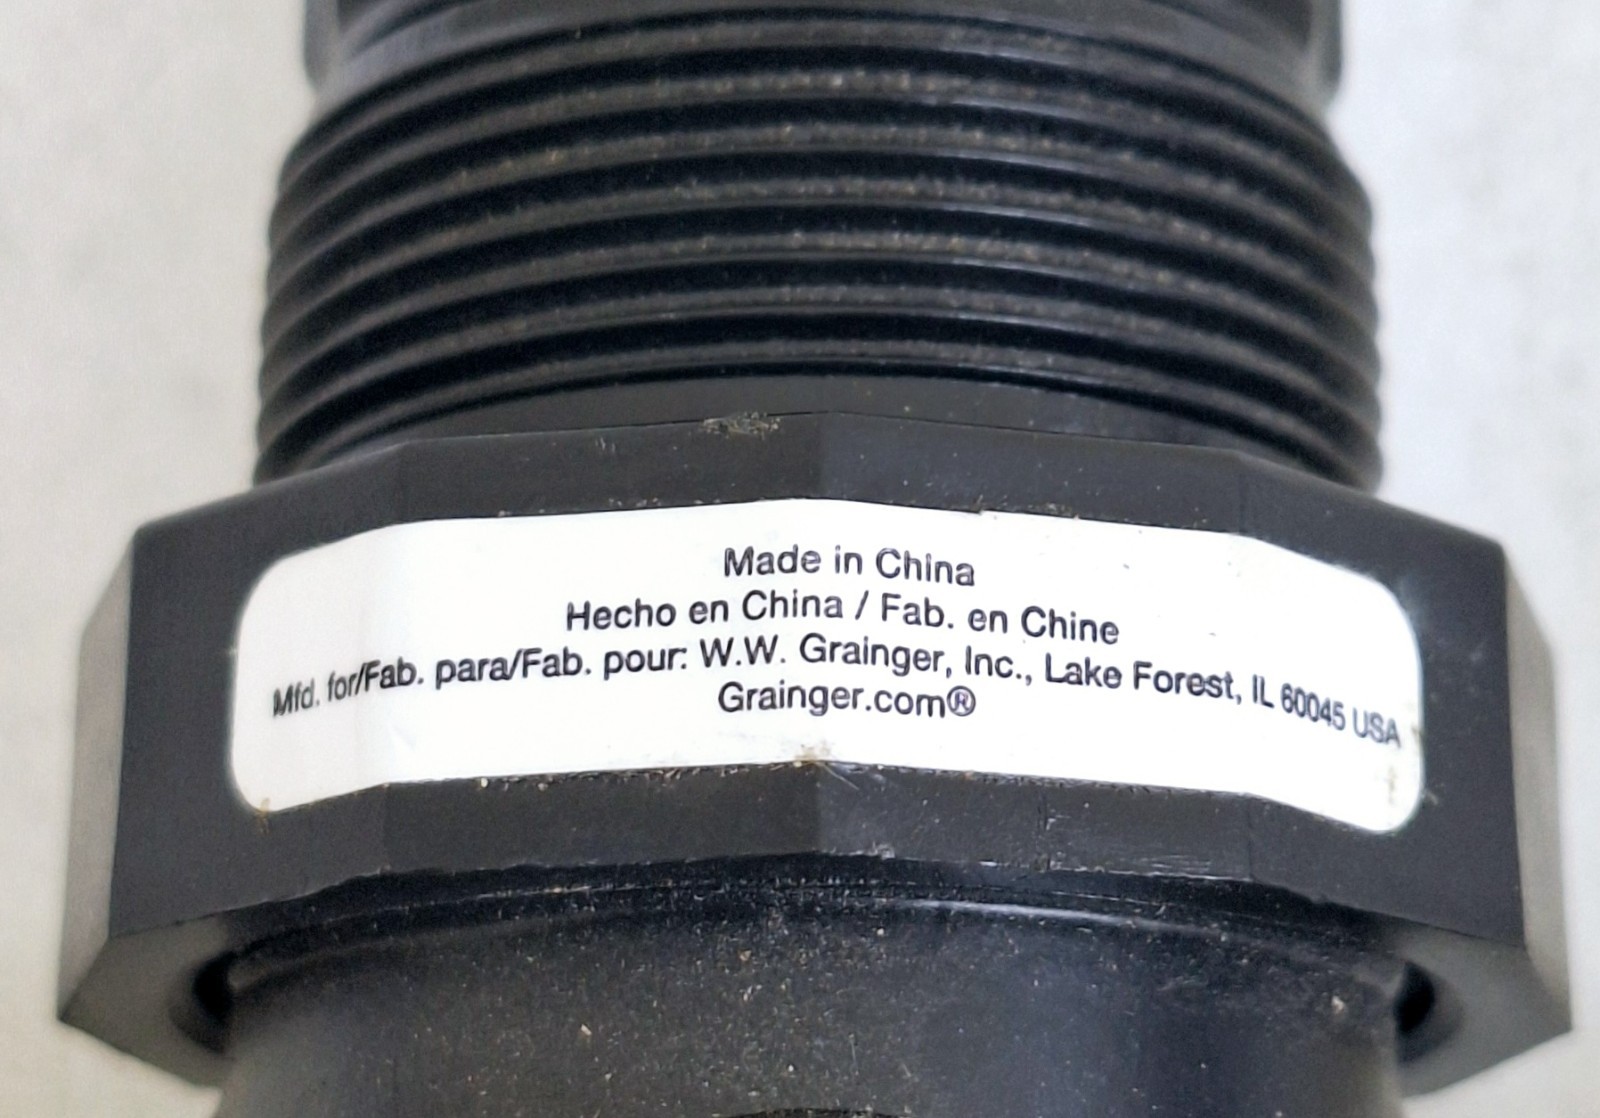 Made in China
Hecho en China / Fab. en Chine
Mfd. for/Fab. para/Fab. pour: W.W. Grainger, Inc., Lake Forest, IL 60045 USA
Grainger.com®